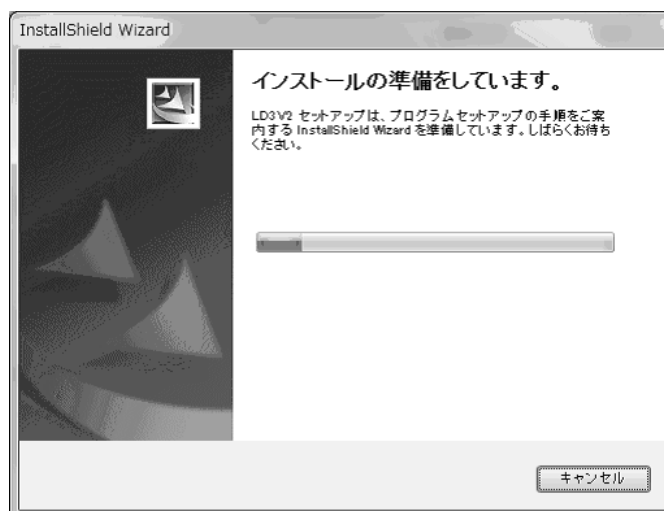 InstallShield Wizard
インストールの準備をしています。
LD3V2 セットアップは、プログラムセットアップの手順をご案
内する InstallShield Wizard を準備しています。しばらくお待ち
ください。
キャンセル